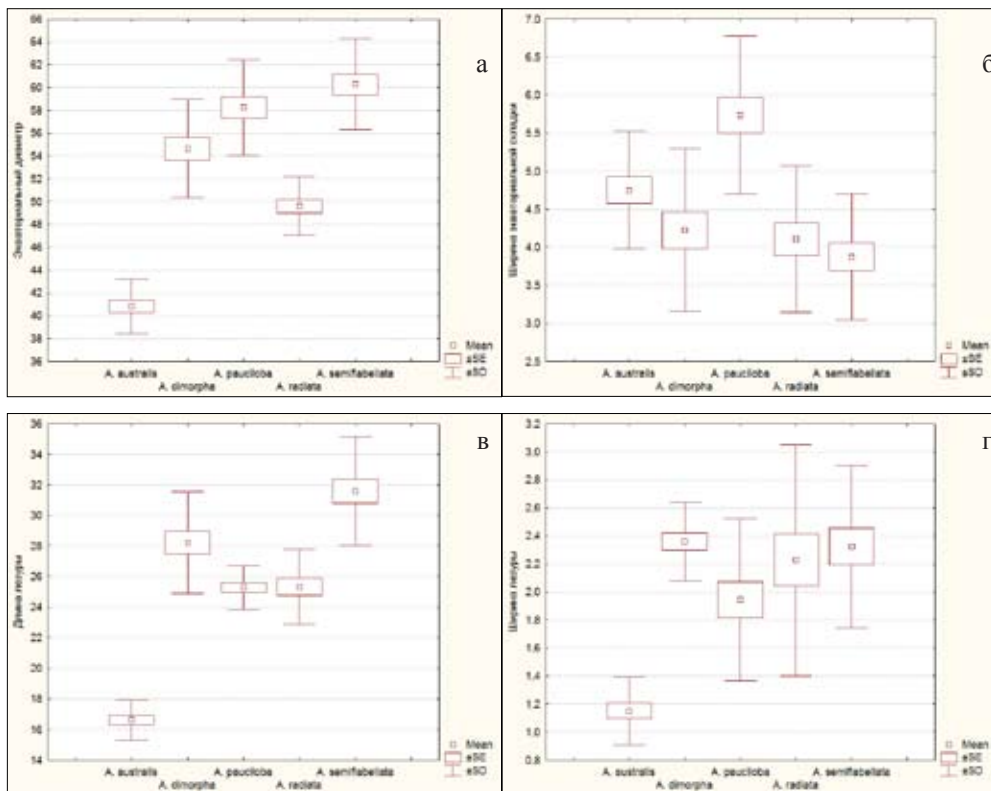 а
Экваториальный диаметр
66
64
62
60
58
56
54
52
50
48
46
44
42
40
38
36
A. australis
A. dimorpha
A. pauciloba
A. radiata
A. semiflabellata
Mean
±SE
±SD
б
Ширина экваториальной складки
7.0
6.5
6.0
5.5
5.0
4.5
4.0
3.5
3.0
2.5
A. australis
A. dimorpha
A. pauciloba
A. radiata
A. semiflabellata
Mean
±SE
±SD
в
Длина лезуры
36
34
32
30
28
26
24
22
20
18
16
14
A. australis
A. dimorpha
A. pauciloba
A. radiata
A. semiflabellata
Mean
±SE
±SD
г
Ширина лезуры
3.2
3.0
2.8
2.6
2.4
2.2
2.0
1.8
1.6
1.4
1.2
1.0
0.8
A. australis
A. dimorpha
A. pauciloba
A. radiata
A. semiflabellata
Mean
±SE
±SD